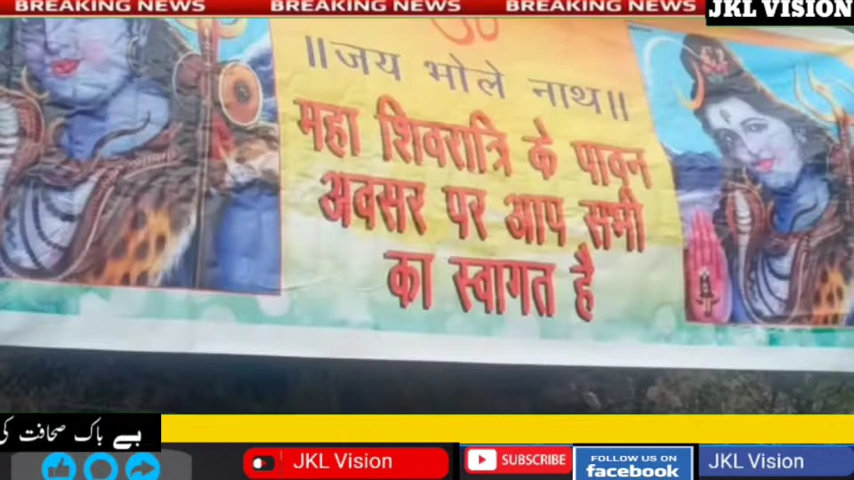 BREAKING NEWS BREAKING NEWS BREAKING NEWS JKL VISION
ॐ
॥जय भोले नाथ॥
महा शिवरात्रि के पावन
अवसर पर आप सभी
का स्वागत है
بے باک صحافت کی
JKL Vision SUBSCRIBE FOLLOW US ON facebook JKL Vision